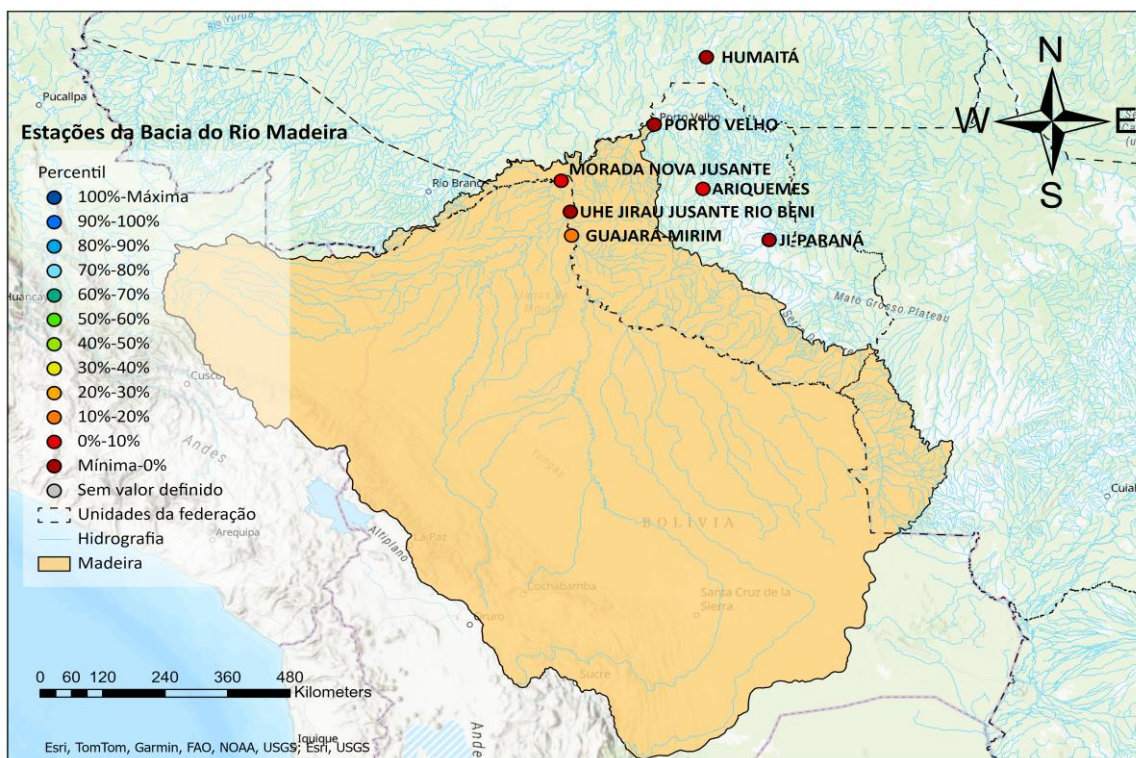 Rio Yurua
Pucallpa
HUMAITÁ
N
W
E
S
Estações da Bacia do Rio Madeira
Porto Velho
PORTO VELHO
Percentil
MORADA NOVA JUSANTE
100%-Máxima
Rio Branco
ARIQUEMES
90%-100%
UHE JIRAU JUSANTE RIO BENI
80%-90%
GUAJARÁ-MIRIM
JI-PARANÁ
70%-80%
60%-70%
Mato Grosso Plateau
50%-60%
40%-50%
30%-40%
Cusco
20%-30%
10%-20%
Andes
0%-10%
Mínima-0%
Yungas
Sem valor definido
Unidades da federação
BOLIVIA
Hidrografia
Arequipa
Altiplano
La Paz
Madeira
Cochabamba
Santa Cruz de la
Sierra
Oruro
0 60 120 240 360 480
Kilometers
Sucre
Iquique
Esri, TomTom, Garmin, FAO, NOAA, USGS; Esri, USGS